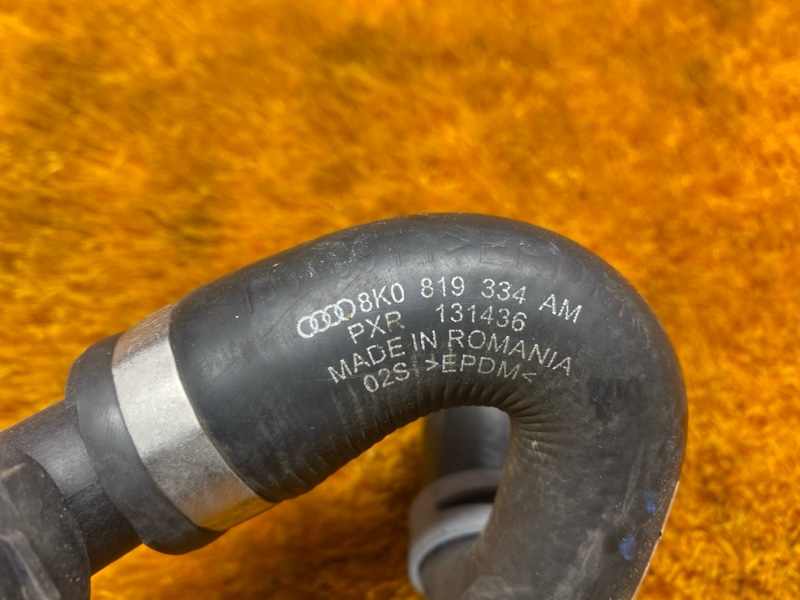 8K0 819 334 AM
PXR 131436
MADE IN ROMANIA
02S >EPDM<